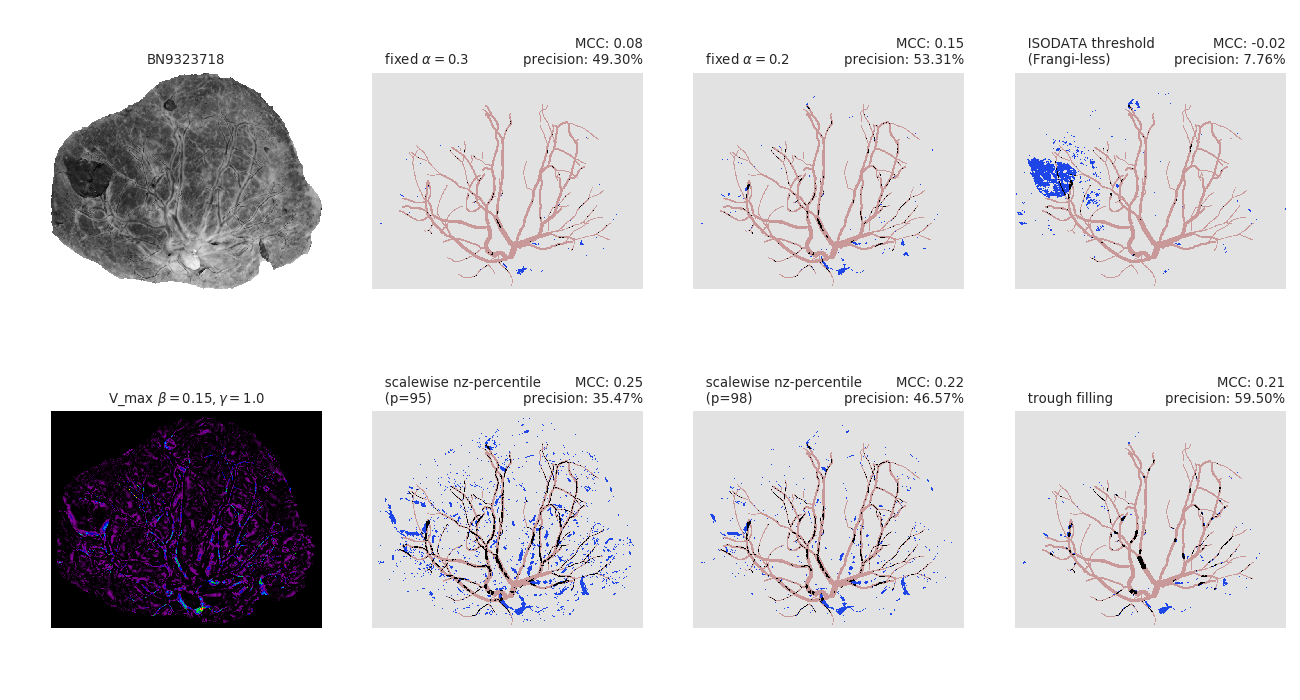 BN9323718
MCC: 0.08
fixed α = 0.3 precision: 49.30%
MCC: 0.15
fixed α = 0.2 precision: 53.31%
ISODATA threshold MCC: -0.02
(Frangi-less) precision: 7.76%
V_max β = 0.15, γ = 1.0
scalewise nz-percentile MCC: 0.25
(p=95) precision: 35.47%
scalewise nz-percentile MCC: 0.22
(p=98) precision: 46.57%
MCC: 0.21
trough filling precision: 59.50%